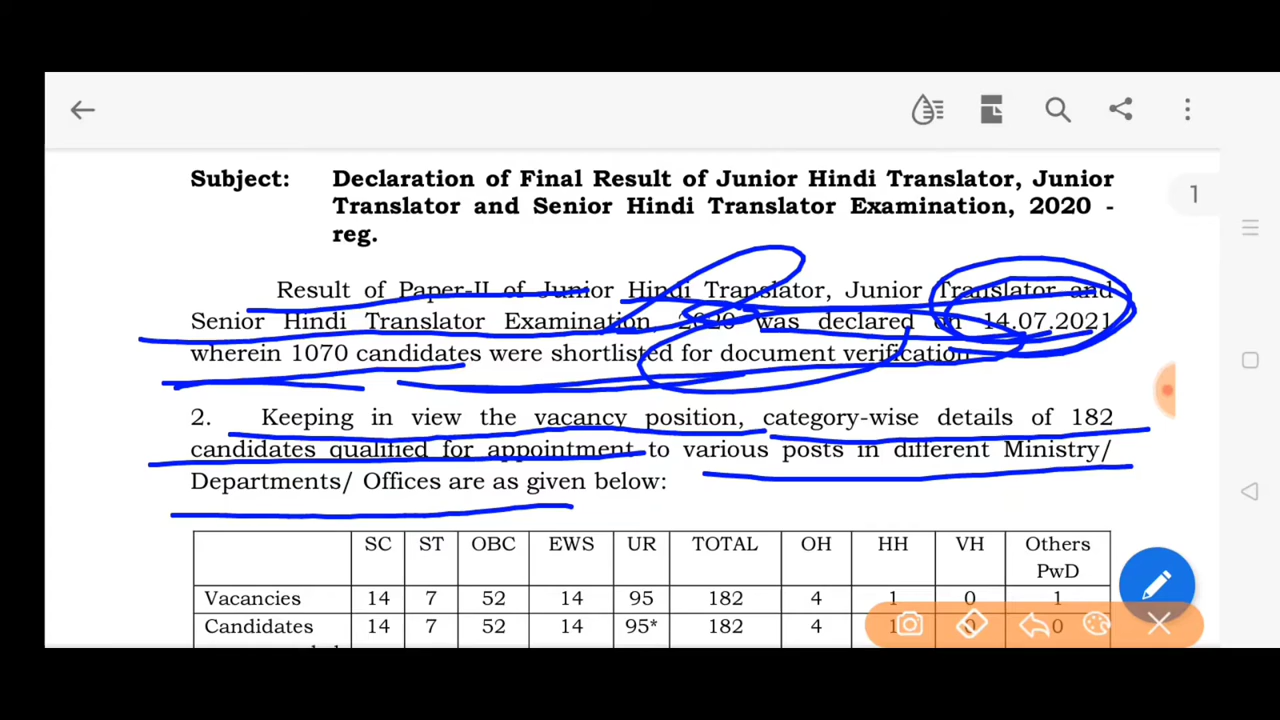 1
Subject: Declaration of Final Result of Junior Hindi Translator, Junior
Translator and Senior Hindi Translator Examination, 2020 -
reg.
Result of Paper-II of Junior Hindi Translator, Junior Translator and
Senior Hindi Translator Examination, 2020 was declared on 14.07.2021
wherein 1070 candidates were shortlisted for document verification
2. Keeping in view the vacancy position, category-wise details of 182
candidates qualified for appointment to various posts in different Ministry/
Departments/ Offices are as given below:
SC ST OBC EWS UR TOTAL OH HH VH Others
PwD
Vacancies 14 7 52 14 95 182 4 1 0 1
Candidates 14 7 52 14 95* 182 4 1 0 0